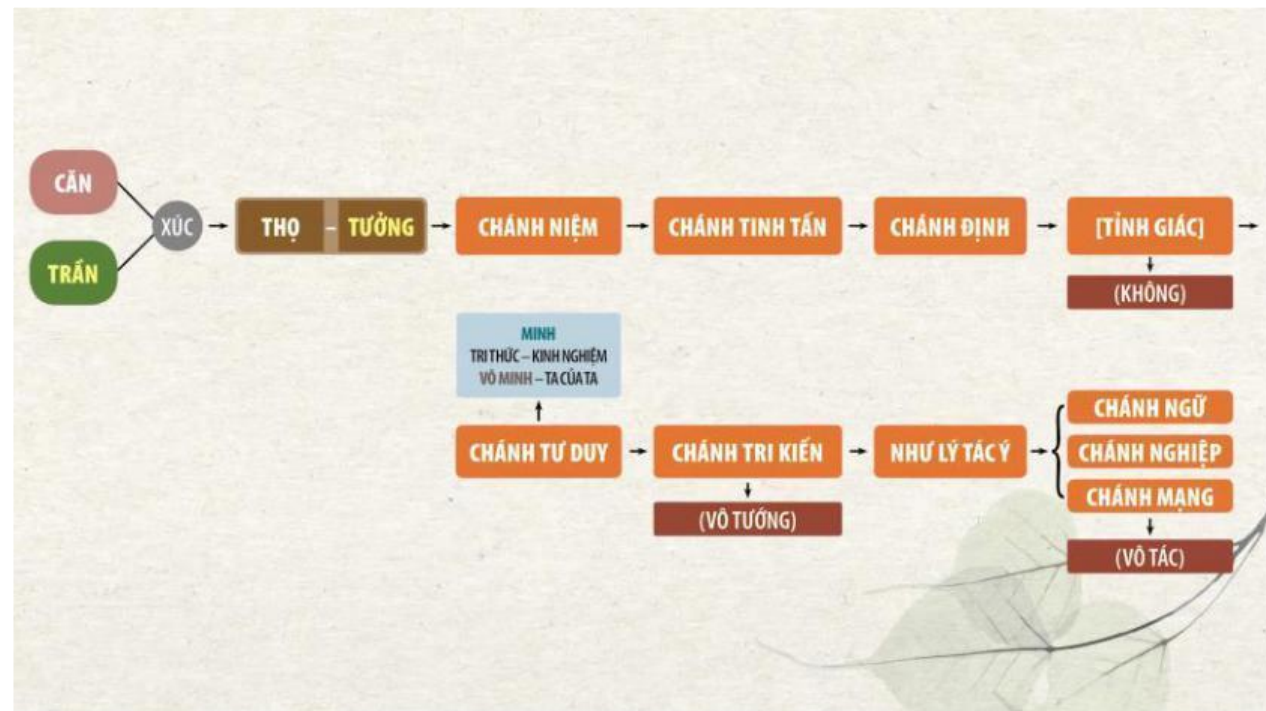 CĂN
TRẦN
XÚC
THỌ – TƯỞNG
CHÁNH NIỆM
CHÁNH TINH TẤN
CHÁNH ĐỊNH
[TỈNH GIÁC]
(KHÔNG)
MINH
TRI THỨC – KINH NGHIỆM
VÔ MINH – TA CỦA TA
CHÁNH TƯ DUY
CHÁNH TRI KIẾN
(VÔ TƯỚNG)
NHƯ LÝ TÁC Ý
CHÁNH NGỮ
CHÁNH NGHIỆP
CHÁNH MẠNG
(VÔ TÁC)